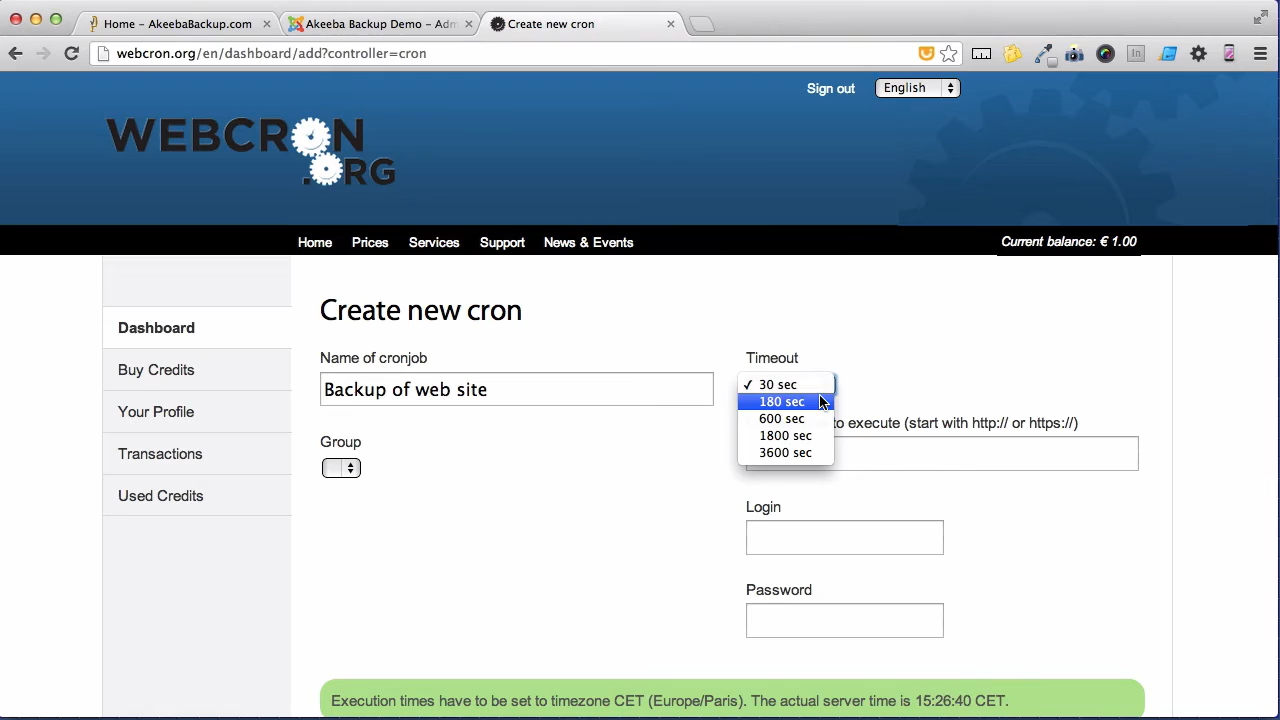 Home – AkeebaBackup.com
Akeeba Backup Demo – Adm
Create new cron
webcron.org/en/dashboard/add?controller=cron
Sign out
English
WEBCRON
.ORG
Home
Prices
Services
Support
News & Events
Current balance: € 1.00
Dashboard
Buy Credits
Your Profile
Transactions
Used Credits
Create new cron
Name of cronjob
Backup of web site
Group
Timeout
✓ 30 sec
180 sec
600 sec
1800 sec
3600 sec
to execute (start with http:// or https://)
Login
Password
Execution times have to be set to timezone CET (Europe/Paris). The actual server time is 15:26:40 CET.